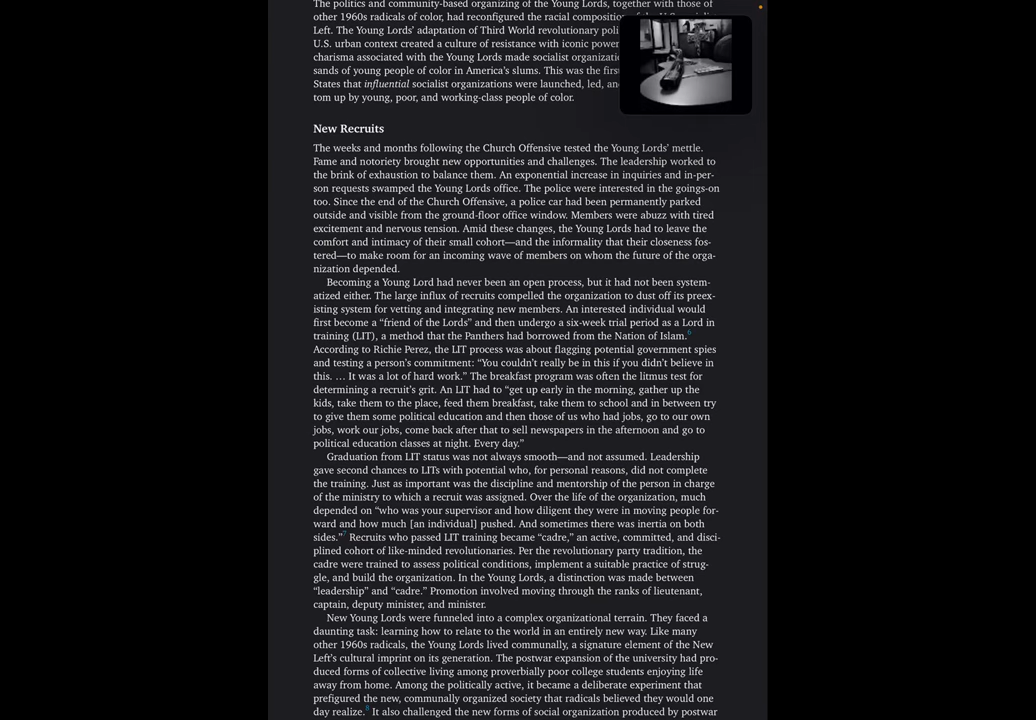 The politics and community-based organizing of the Young Lords, together with those of
other 1960s radicals of color, had reconfigured the racial composition
Left. The Young Lords’ adaptation of Third World revolutionary
U.S. urban context created a culture of resistance with iconic power
charisma associated with the Young Lords made socialist
sands of young people of color in America’s slums. This was the first
States that influential socialist organizations were launched, led,
tom up by young, poor, and working-class people of color.
New Recruits
The weeks and months following the Church Offensive tested the Young Lords’ mettle.
Fame and notoriety brought new opportunities and challenges. The leadership worked to
the brink of exhaustion to balance them. An exponential increase in inquiries and in-per-
son requests swamped the Young Lords office. The police were interested in the goings-on
too. Since the end of the Church Offensive, a police car had been permanently parked
outside and visible from the ground-floor office window. Members were abuzz with tired
excitement and nervous tension. Amid these changes, the Young Lords had to leave the
comfort and intimacy of their small cohort—and the informality that their closeness fos-
tered—to make room for an incoming wave of members on whom the future of the orga-
nization depended.
Becoming a Young Lord had never been an open process, but it had not been system-
atized either. The large influx of recruits compelled the organization to dust off its preex-
isting system for vetting and integrating new members. An interested individual would
first become a “friend of the Lords” and then undergo a six-week trial period as a Lord in
training (LIT), a method that the Panthers had borrowed from the Nation of Islam.6
According to Richie Perez, the LIT process was about flagging potential government spies
and testing a person’s commitment: “You couldn’t really be in this if you didn’t believe in
this. … It was a lot of hard work.” The breakfast program was often the litmus test for
determining a recruit’s grit. An LIT had to “get up early in the morning, gather up the
kids, take them to the place, feed them breakfast, take them to school and in between try
to give them some political education and then those of us who had jobs, go to our own
jobs, work our jobs, come back after that to sell newspapers in the afternoon and go to
political education classes at night. Every day.”
Graduation from LIT status was not always smooth—and not assumed. Leadership
gave second chances to LITs with potential who, for personal reasons, did not complete
the training. Just as important was the discipline and mentorship of the person in charge
of the ministry to which a recruit was assigned. Over the life of the organization, much
depended on “who was your supervisor and how diligent they were in moving people for-
ward and how much [an individual] pushed. And sometimes there was inertia on both
sides.”7 Recruits who passed LIT training became “cadre,” an active, committed, and disci-
plined cohort of like-minded revolutionaries. Per the revolutionary party tradition, the
cadre were trained to assess political conditions, implement a suitable practice of strug-
gle, and build the organization. In the Young Lords, a distinction was made between
“leadership” and “cadre.” Promotion involved moving through the ranks of lieutenant,
captain, deputy minister, and minister.
New Young Lords were funneled into a complex organizational terrain. They faced a
daunting task: learning how to relate to the world in an entirely new way. Like many
other 1960s radicals, the Young Lords lived communally, a signature element of the New
Left’s cultural imprint on its generation. The postwar expansion of the university had pro-
duced forms of collective living among proverbially poor college students enjoying life
away from home. Among the politically active, it became a deliberate experiment that
prefigured the new, communally organized society that radicals believed they would one
day realize.8 It also challenged the new forms of social organization produced by postwar